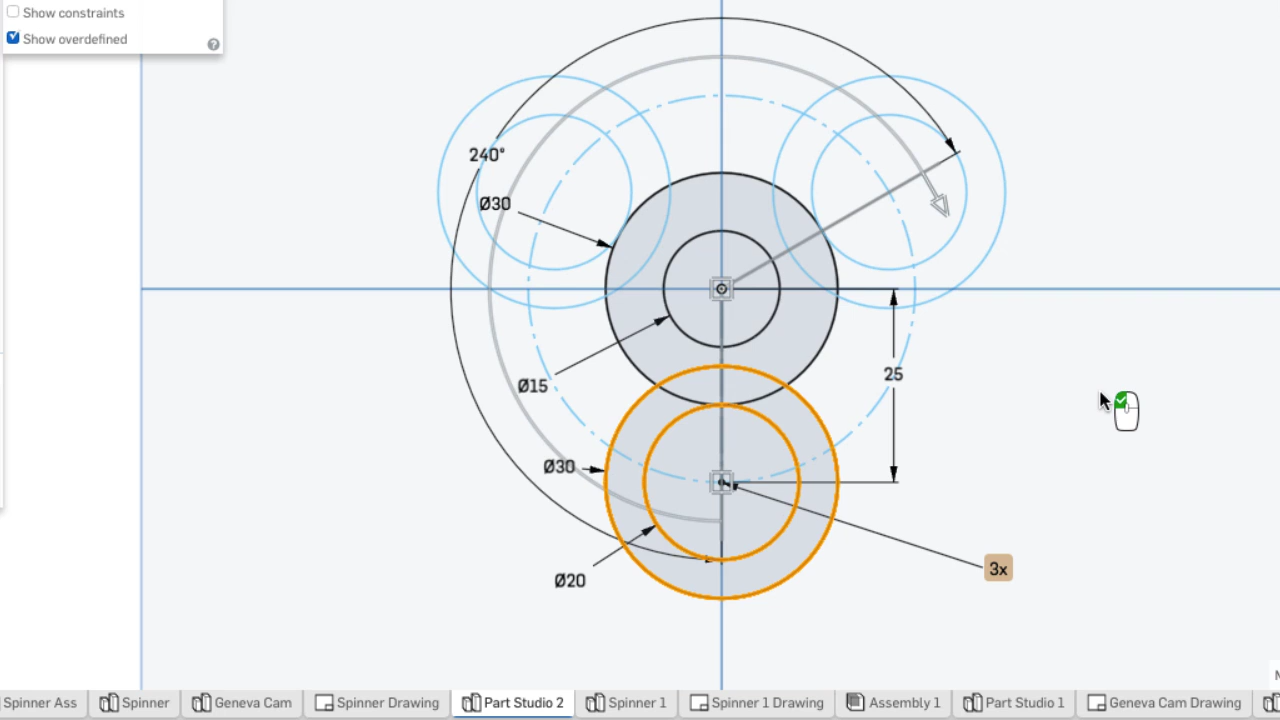 Show constraints
Show overdefined
240°
Ø30
Ø15
25
Ø30
Ø20
3x
Spinner Ass
Spinner
Geneva Cam
Spinner Drawing
Part Studio 2
Spinner 1
Spinner 1 Drawing
Assembly 1
Part Studio 1
Geneva Cam Drawing